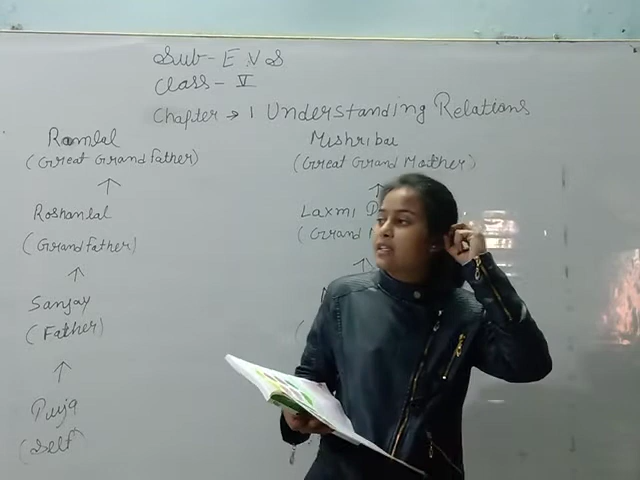 Sub- E.V.S
Class - V
Chapter → 1 Understanding Relations
Ramlal
(Great Grand father)
↑
Roshanlal
(Grandfather)
↑
Sanjay
(Father)
↑
Puja
(Self)
Mishribai
(Great Grand Mother)
↑
Laxmi D
(Grand
↑